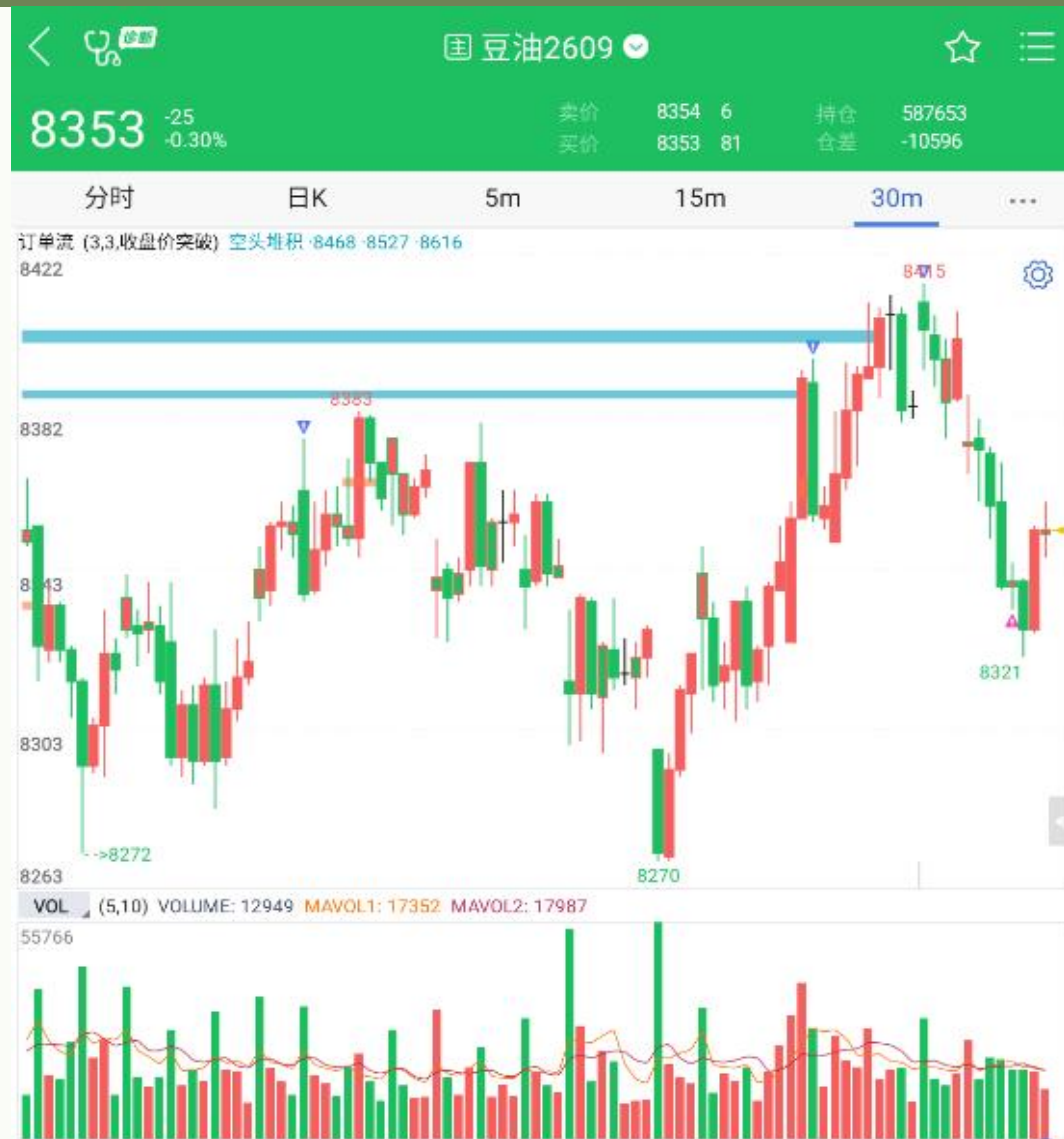 诊断
主 豆油2609
8353 -25 -0.30%
卖价 8354 6 持仓 587653
买价 8353 81 仓差 -10596
分时 日K 5m 15m 30m ...
订单流 (3,3,收盘价突破) 空头堆积 ·8468 ·8527 ·8616
8422
8415
8383
8382
8343
8321
8303
-->8272
8270
8263
VOL (5,10) VOLUME: 12949 MAVOL1: 17352 MAVOL2: 17987
55766